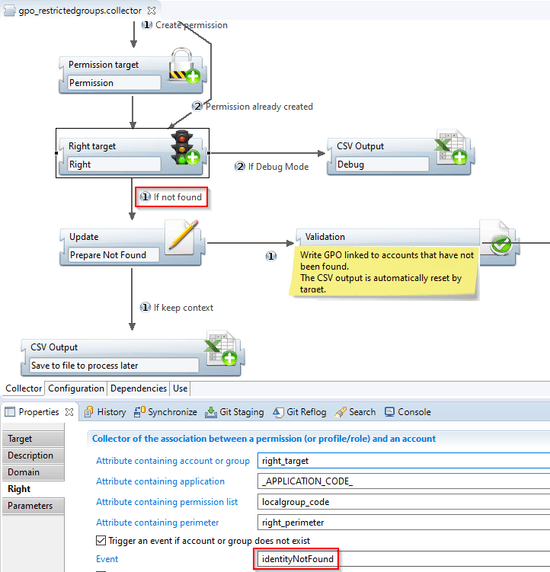 gpo_restrictedgroups.collector
1 Create permission
Permission target
Permission
2 Permission already created
Right target
Right
CSV Output
Debug
2 If Debug Mode
1 If not found
Update
Prepare Not Found
1
Validation
Write GPO linked to accounts that have not
been found.
The CSV output is automatically reset by
target.
1 If keep context
CSV Output
Save to file to process later
Collector Configuration Dependencies Use
Properties History Synchronize Git Staging Git Reflog Search Console
Target
Description
Domain
Right
Parameters
Collector of the association between a permission (or profile/role) and an account
Attribute containing account or group right_target
Attribute containing application _APPLICATION_CODE_
Attribute containing permission list localgroup_code
Attribute containing perimeter right_perimeter
Trigger an event if account or group does not exist
Event identityNotFound